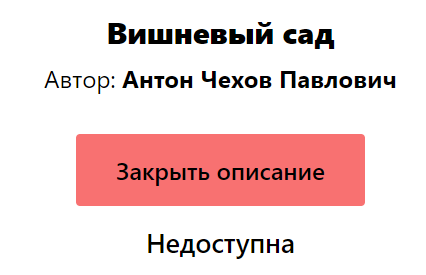 Вишневый сад
Автор: Антон Чехов Павлович
Закрыть описание
Недоступна